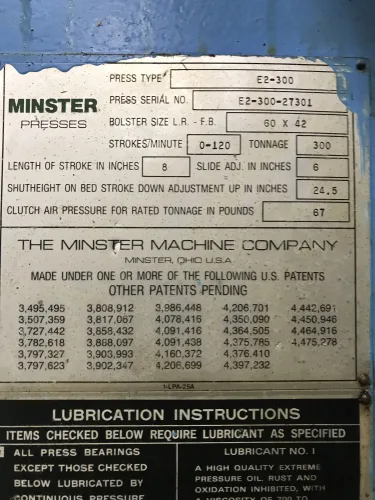 PRESS TYPE E2-300
MINSTER PRESS SERIAL NO. E2-300-27301
PRESSES BOLSTER SIZE L.R. - F.B. 60 X 42
STROKES/MINUTE 0-120 TONNAGE 300
LENGTH OF STROKE IN INCHES 8 SLIDE ADJ. IN INCHES 6
SHUTHEIGHT ON BED STROKE DOWN ADJUSTMENT UP IN INCHES 24.5
CLUTCH AIR PRESSURE FOR RATED TONNAGE IN POUNDS 67
THE MINSTER MACHINE COMPANY
MINSTER, OHIO U.S.A
MADE UNDER ONE OR MORE OF THE FOLLOWING U.S. PATENTS
OTHER PATENTS PENDING
3,495,495 3,808,912 3,986,448 4,206,701 4,442,691
3,507,359 3,817,067 4,078,416 4,350,090 4,450,946
3,727,442 3,858,432 4,091,416 4,364,505 4,464,916
3,782,618 3,868,097 4,091,438 4,375,785 4,475,278
3,797,327 3,903,993 4,160,372 4,376,410
3,797,623 3,902,347 4,206,699 4,397,232
1-LPA-25A
LUBRICATION INSTRUCTIONS
ITEMS CHECKED BELOW REQUIRE LUBRICANT AS SPECIFIED
ALL PRESS BEARINGS LUBRICANT NO. I
EXCEPT THOSE CHECKED A HIGH QUALITY EXTREME
BELOW LUBRICATED BY PRESSURE OIL, RUST AND
CONTINUOUS PRESSURE OXIDATION INHIBITED, WITH
A VISCOSITY OF 700 TO